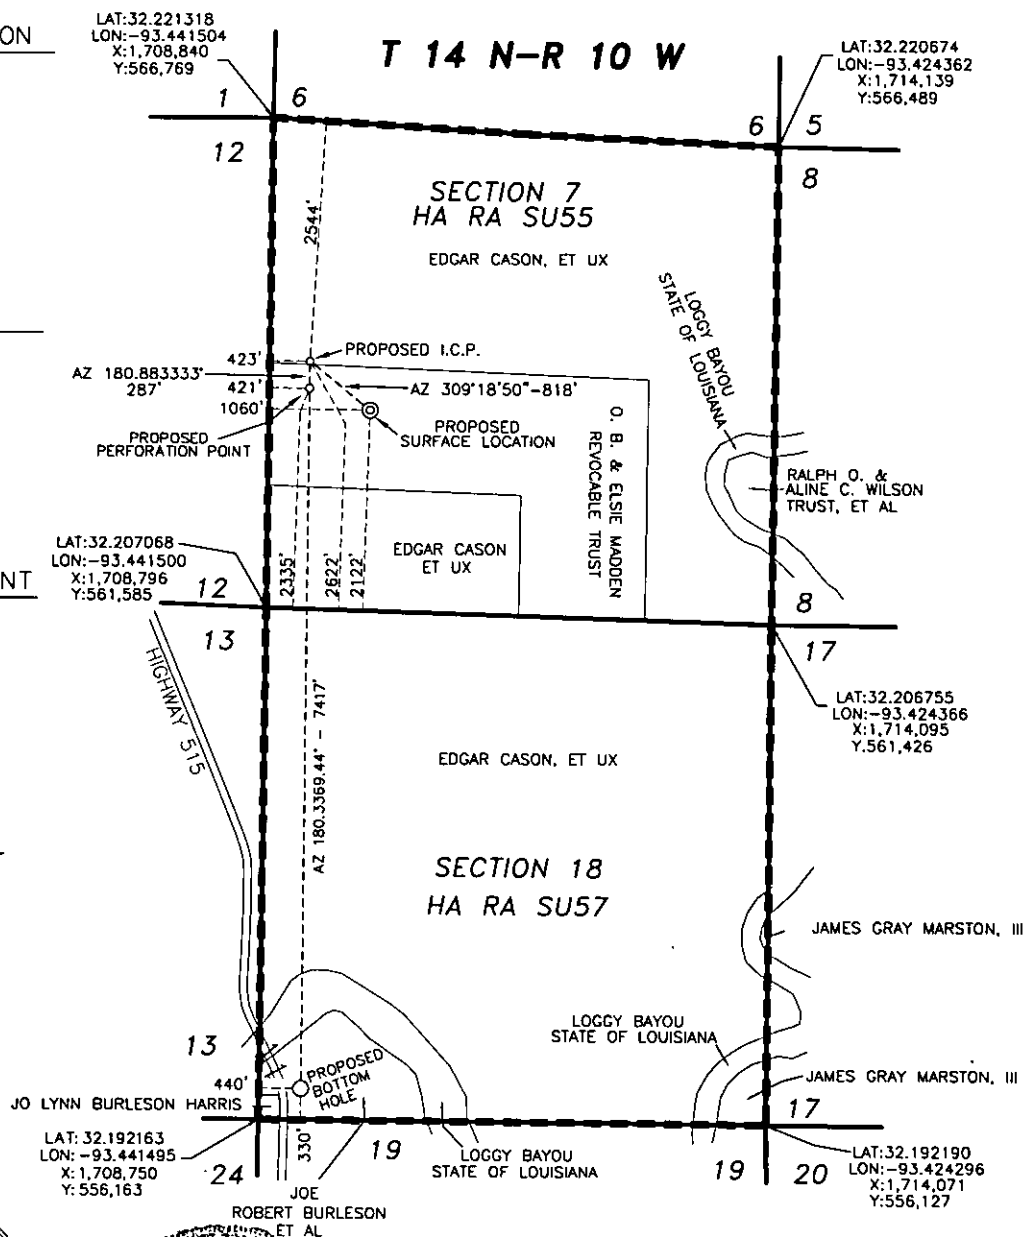 LAT:32.221318
LON:-93.441504
X:1,708,840
Y:566,769
ON
T 14 N-R 10 W
LAT:32.220674
LON:-93.424362
X:1,714,139
Y:566,489
1
6
6
5
12
8
SECTION 7
HA RA SU55
EDGAR CASON, ET UX
2544'
LOGGY BAYOU
STATE OF LOUISIANA
423'
PROPOSED I.C.P.
AZ 180.883333'
287'
421'
AZ 309°18'50"-818'
1060'
PROPOSED
PERFORATION POINT
PROPOSED
SURFACE LOCATION
O. B. & ELSIE MADDEN
REVOCABLE TRUST
RALPH O. &
ALINE C. WILSON
TRUST, ET AL
LAT:32.207068
LON:-93.441500
X:1,708,796
Y:561,585
NT
EDGAR CASON
ET UX
2335'
2622'
2122'
12
8
13
17
HIGHWAY 515
LAT:32.206755
LON:-93.424366
X:1,714,095
Y.561,426
AZ 180.3369.44" - 7417'
EDGAR CASON, ET UX
SECTION 18
HA RA SU57
JAMES GRAY MARSTON, III
LOGGY BAYOU
STATE OF LOUISIANA
13
440'
PROPOSED
BOTTOM
HOLE
JAMES GRAY MARSTON, III
JO LYNN BURLESON HARRIS
17
LAT: 32.192163
LON: -93.441495
X: 1,708,750
Y: 556,163
24
330'
19
LOGGY BAYOU
STATE OF LOUISIANA
19
20
LAT:32.192190
LON:-93.424296
X:1,714,071
Y:556,127
JOE
ROBERT BURLESON
ET AL